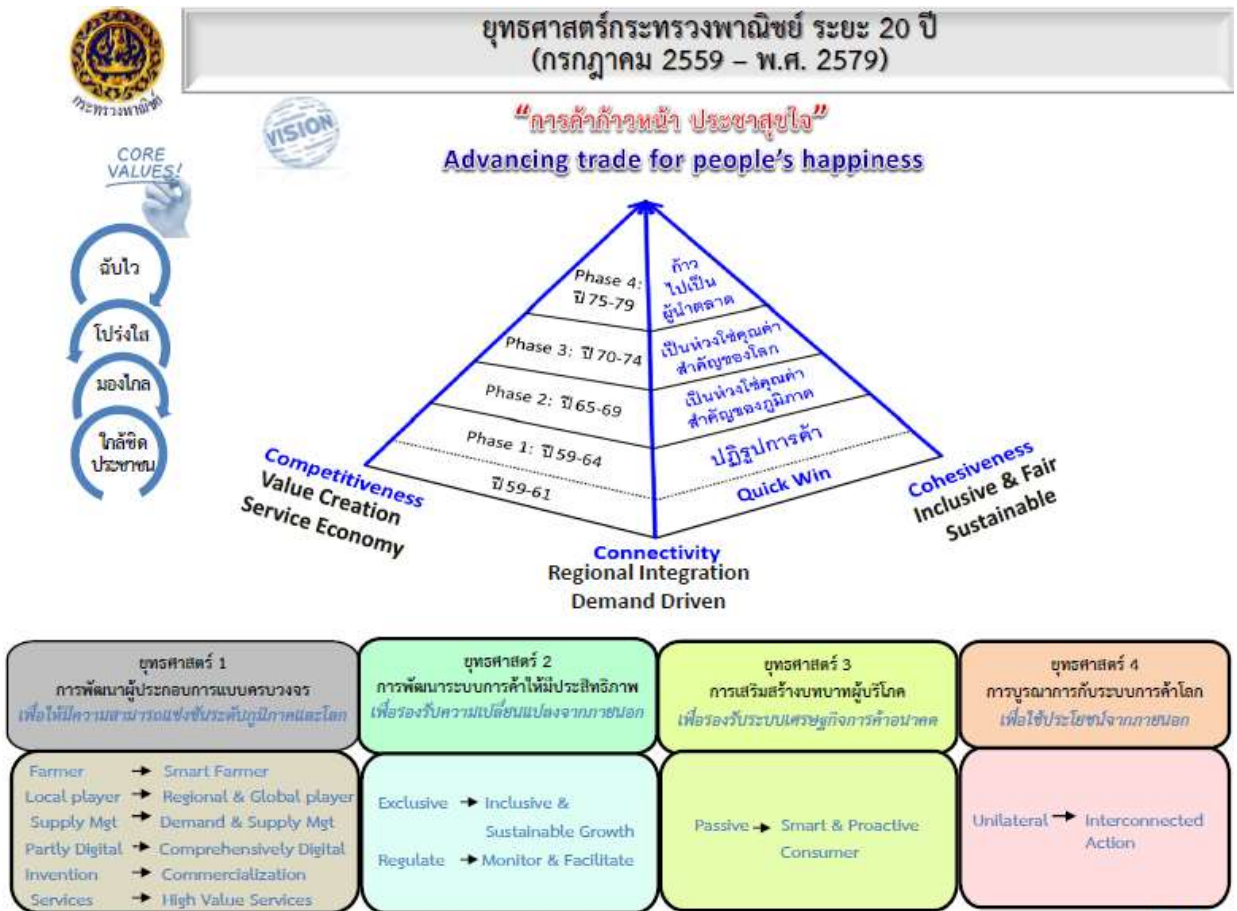 ยุทธศาสตร์กระทรวงพาณิชย์ ระยะ 20 ปี
(กรกฎาคม 2559 – พ.ศ. 2579)
กระทรวงพาณิชย์
VISION
“การค้าก้าวหน้า ประชาสุขใจ”
Advancing trade for people's happiness
CORE
VALUES!
ฉับไว
โปร่งใส
มองไกล
ใกล้ชิด
ประชาชน
Phase 4:
ปี 75-79
ก้าว
ไปเป็น
ผู้นำตลาด
Phase 3: ปี 70-74
เป็นห่วงโซ่คุณค่า
สำคัญของโลก
Phase 2: ปี 65-69
เป็นห่วงโซ่คุณค่า
สำคัญของภูมิภาค
Phase 1: ปี 59-64
ปฏิรูปการค้า
ปี 59-61
Quick Win
Competitiveness
Value Creation
Service Economy
Connectivity
Regional Integration
Demand Driven
Cohesiveness
Inclusive & Fair
Sustainable
ยุทธศาสตร์ 1
การพัฒนาผู้ประกอบการแบบครบวงจร
เพื่อให้มีความสามารถแข่งขันระดับภูมิภาคและโลก
Farmer → Smart Farmer
Local player → Regional & Global player
Supply Mgt → Demand & Supply Mgt
Partly Digital → Comprehensively Digital
Invention → Commercialization
Services → High Value Services
ยุทธศาสตร์ 2
การพัฒนาระบบการค้าให้มีประสิทธิภาพ
เพื่อรองรับความเปลี่ยนแปลงจากภายนอก
Exclusive → Inclusive &
Sustainable Growth
Regulate → Monitor & Facilitate
ยุทธศาสตร์ 3
การเสริมสร้างบทบาทผู้บริโภค
เพื่อรองรับระบบเศรษฐกิจการค้าอนาคต
Passive → Smart & Proactive
Consumer
ยุทธศาสตร์ 4
การบูรณาการกับระบบการค้าโลก
เพื่อใช้ประโยชน์จากภายนอก
Unilateral → Interconnected
Action